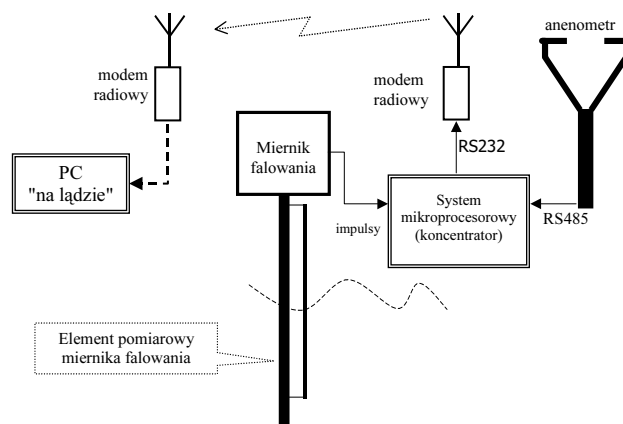 anenometr
modem
radiowy
modem
radiowy
Miernik
falowania
RS232
PC
"na lądzie"
System
mikroprocesorowy
(koncentrator)
impulsy
RS485
Element pomiarowy
miernika falowania